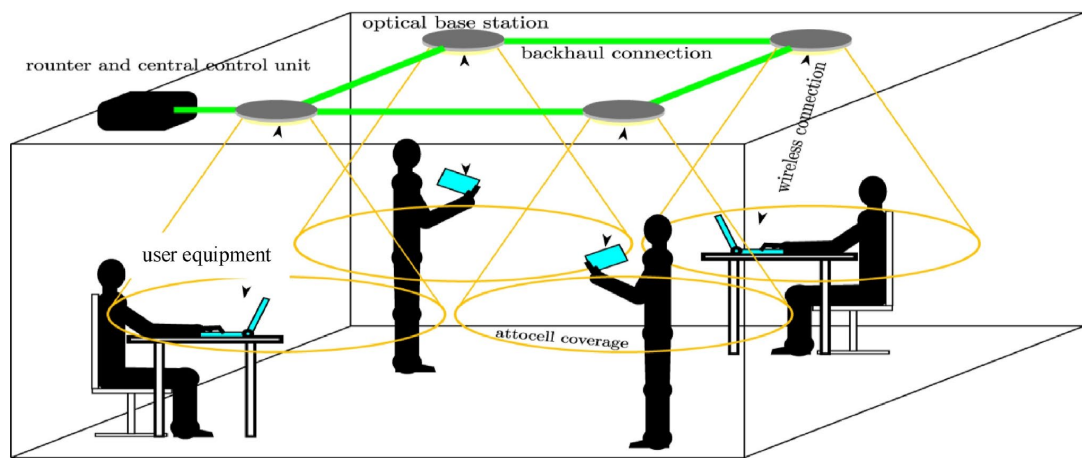 optical base station
backhaul connection
rounter and central control unit
wireless connection
user equipment
attocell coverage